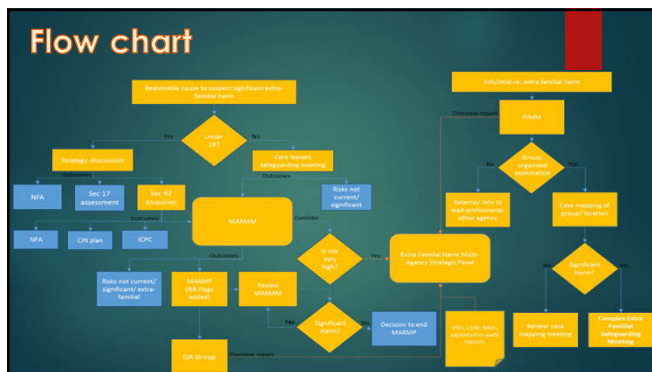 Flow chart
Reasonable cause to suspect significant extra-
familial harm
Info/intel re. extra familial harm
Overview report
PIMM
Yes
Under
18?
No
Strategy discussion
Care leavers
safeguarding meeting
Group,
organised
exploitation
No
Yes
Outcomes
Outcomes
NFA
Sec 17
assessment
Sec 47
enquiries
Risks not
current/
significant
Referral/ info to
lead professional,
other agency
Case mapping of
group/ location
MARMM
Consider
Outcomes
NFA
CIN plan
ICPC
Is risk
very
high?
Yes
Extra Familial Harm Multi-
Agency Strategic Panel
Significant
Harm?
Yes
Outcomes
Risks not current/
significant/ extra-
familial
MARMP
(NB Flags
added)
Review
MARMM
Yes
Significant
Harm?
No
Decision to end
MARMP
exploitation audit
reports
Review case
mapping meeting
Complex Extra
Familial
Safeguarding
Meeting
QA Group
Overview report